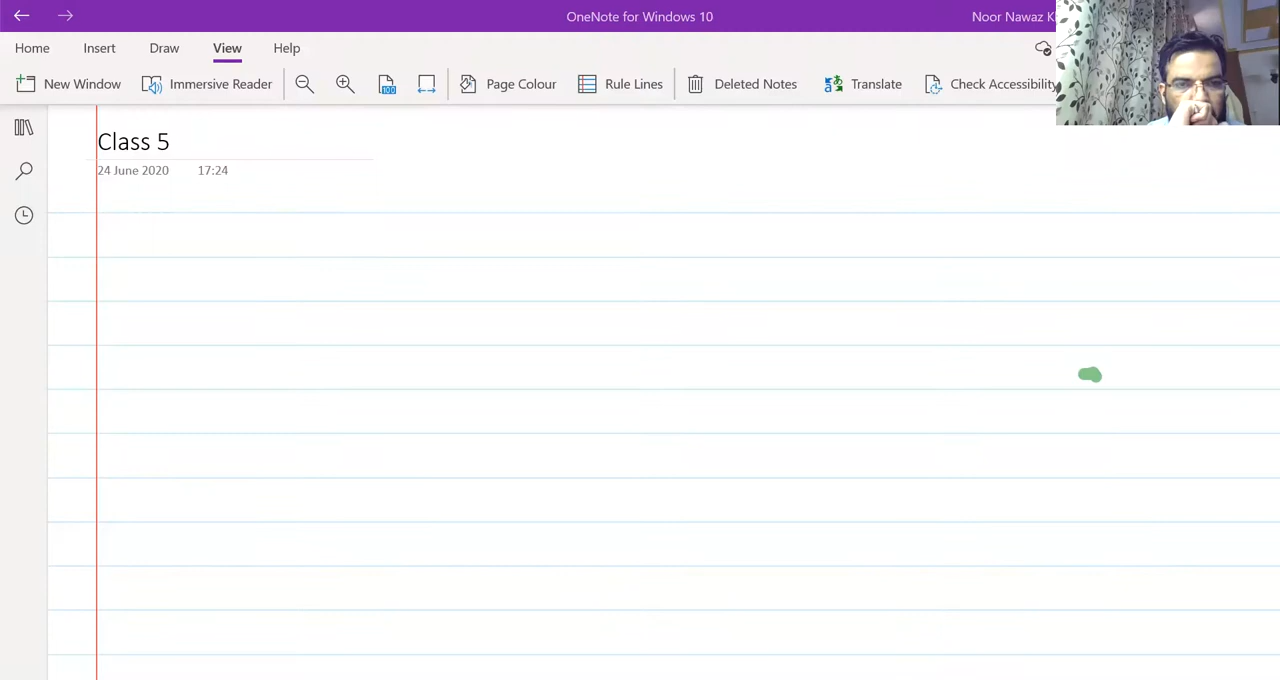 OneNote for Windows 10
Noor Nawaz K
Home Insert Draw View Help
New Window Immersive Reader 100 Page Colour Rule Lines Deleted Notes Translate Check Accessibility
Class 5
24 June 2020 17:24